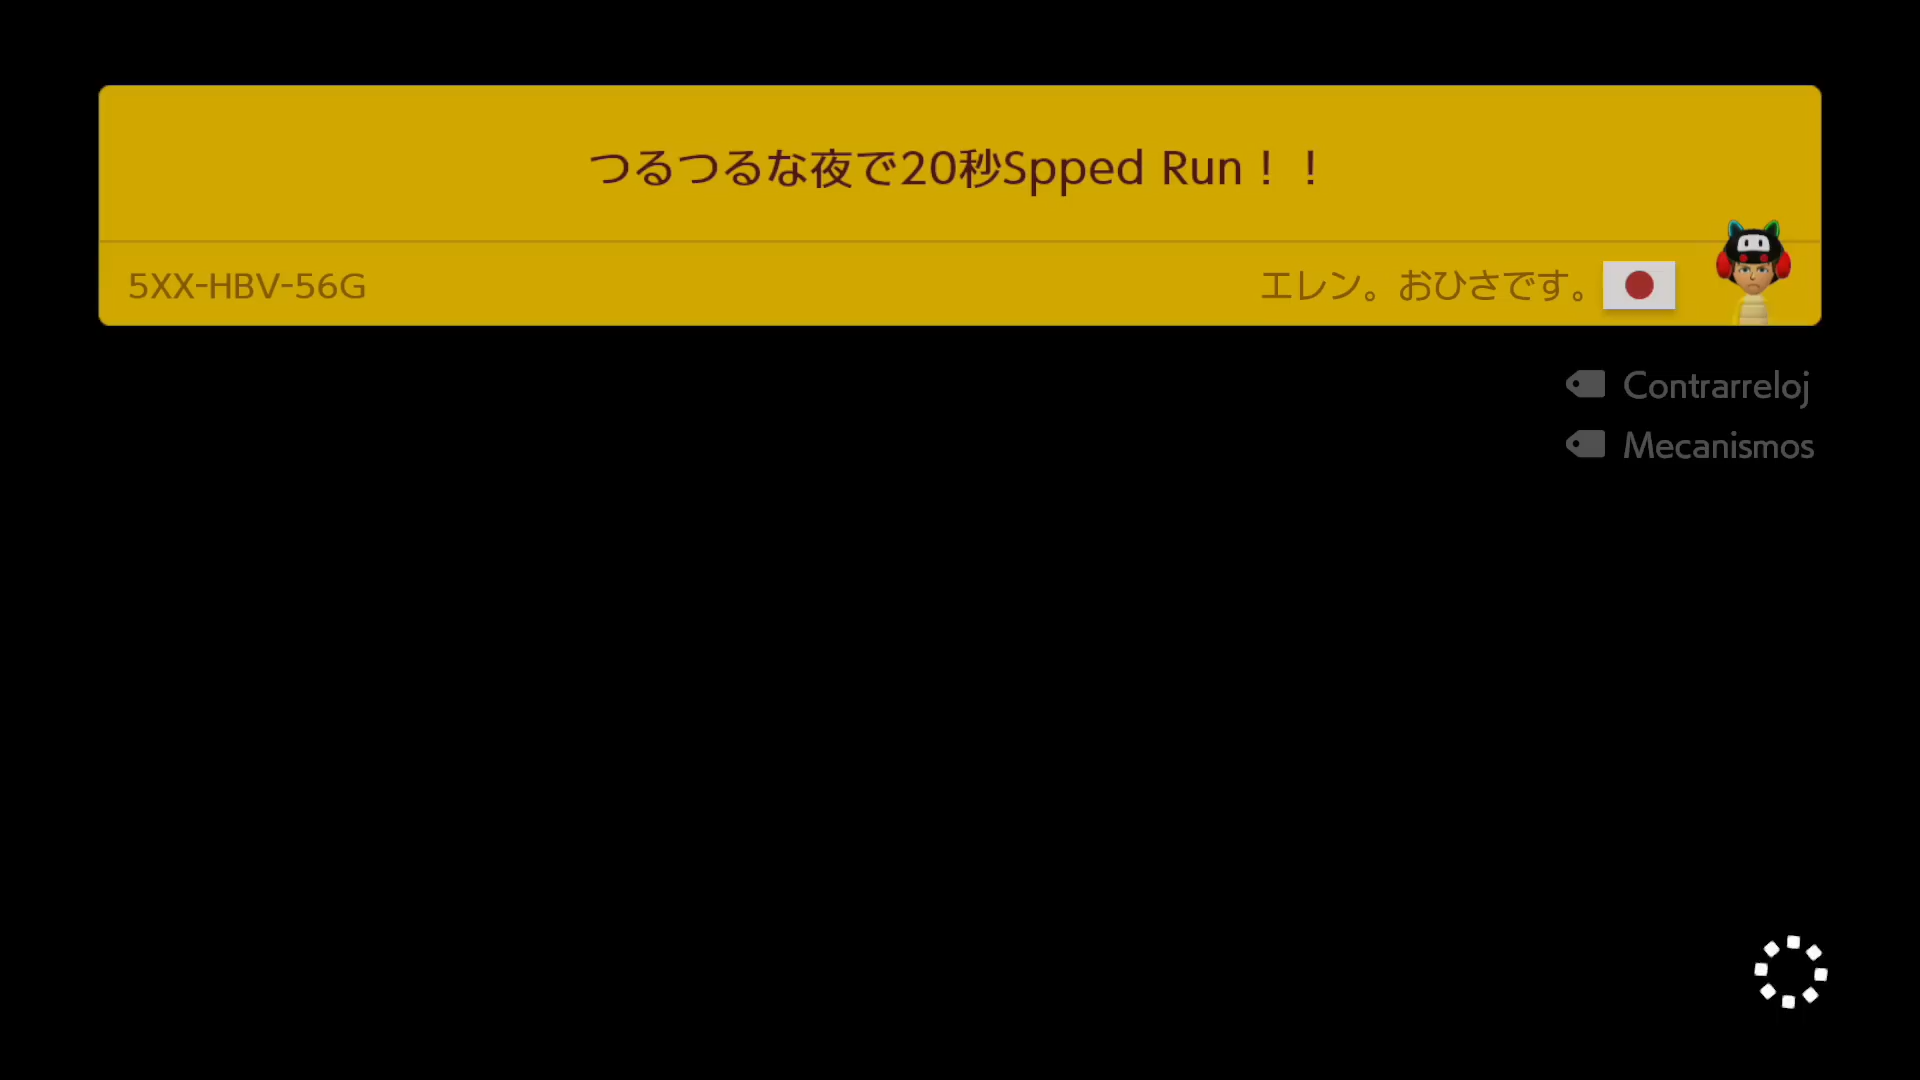 つるつるな夜で20秒Spped Run！！
5XX-HBV-56G
エレン。おひさです。
Contrarreloj
Mecanismos